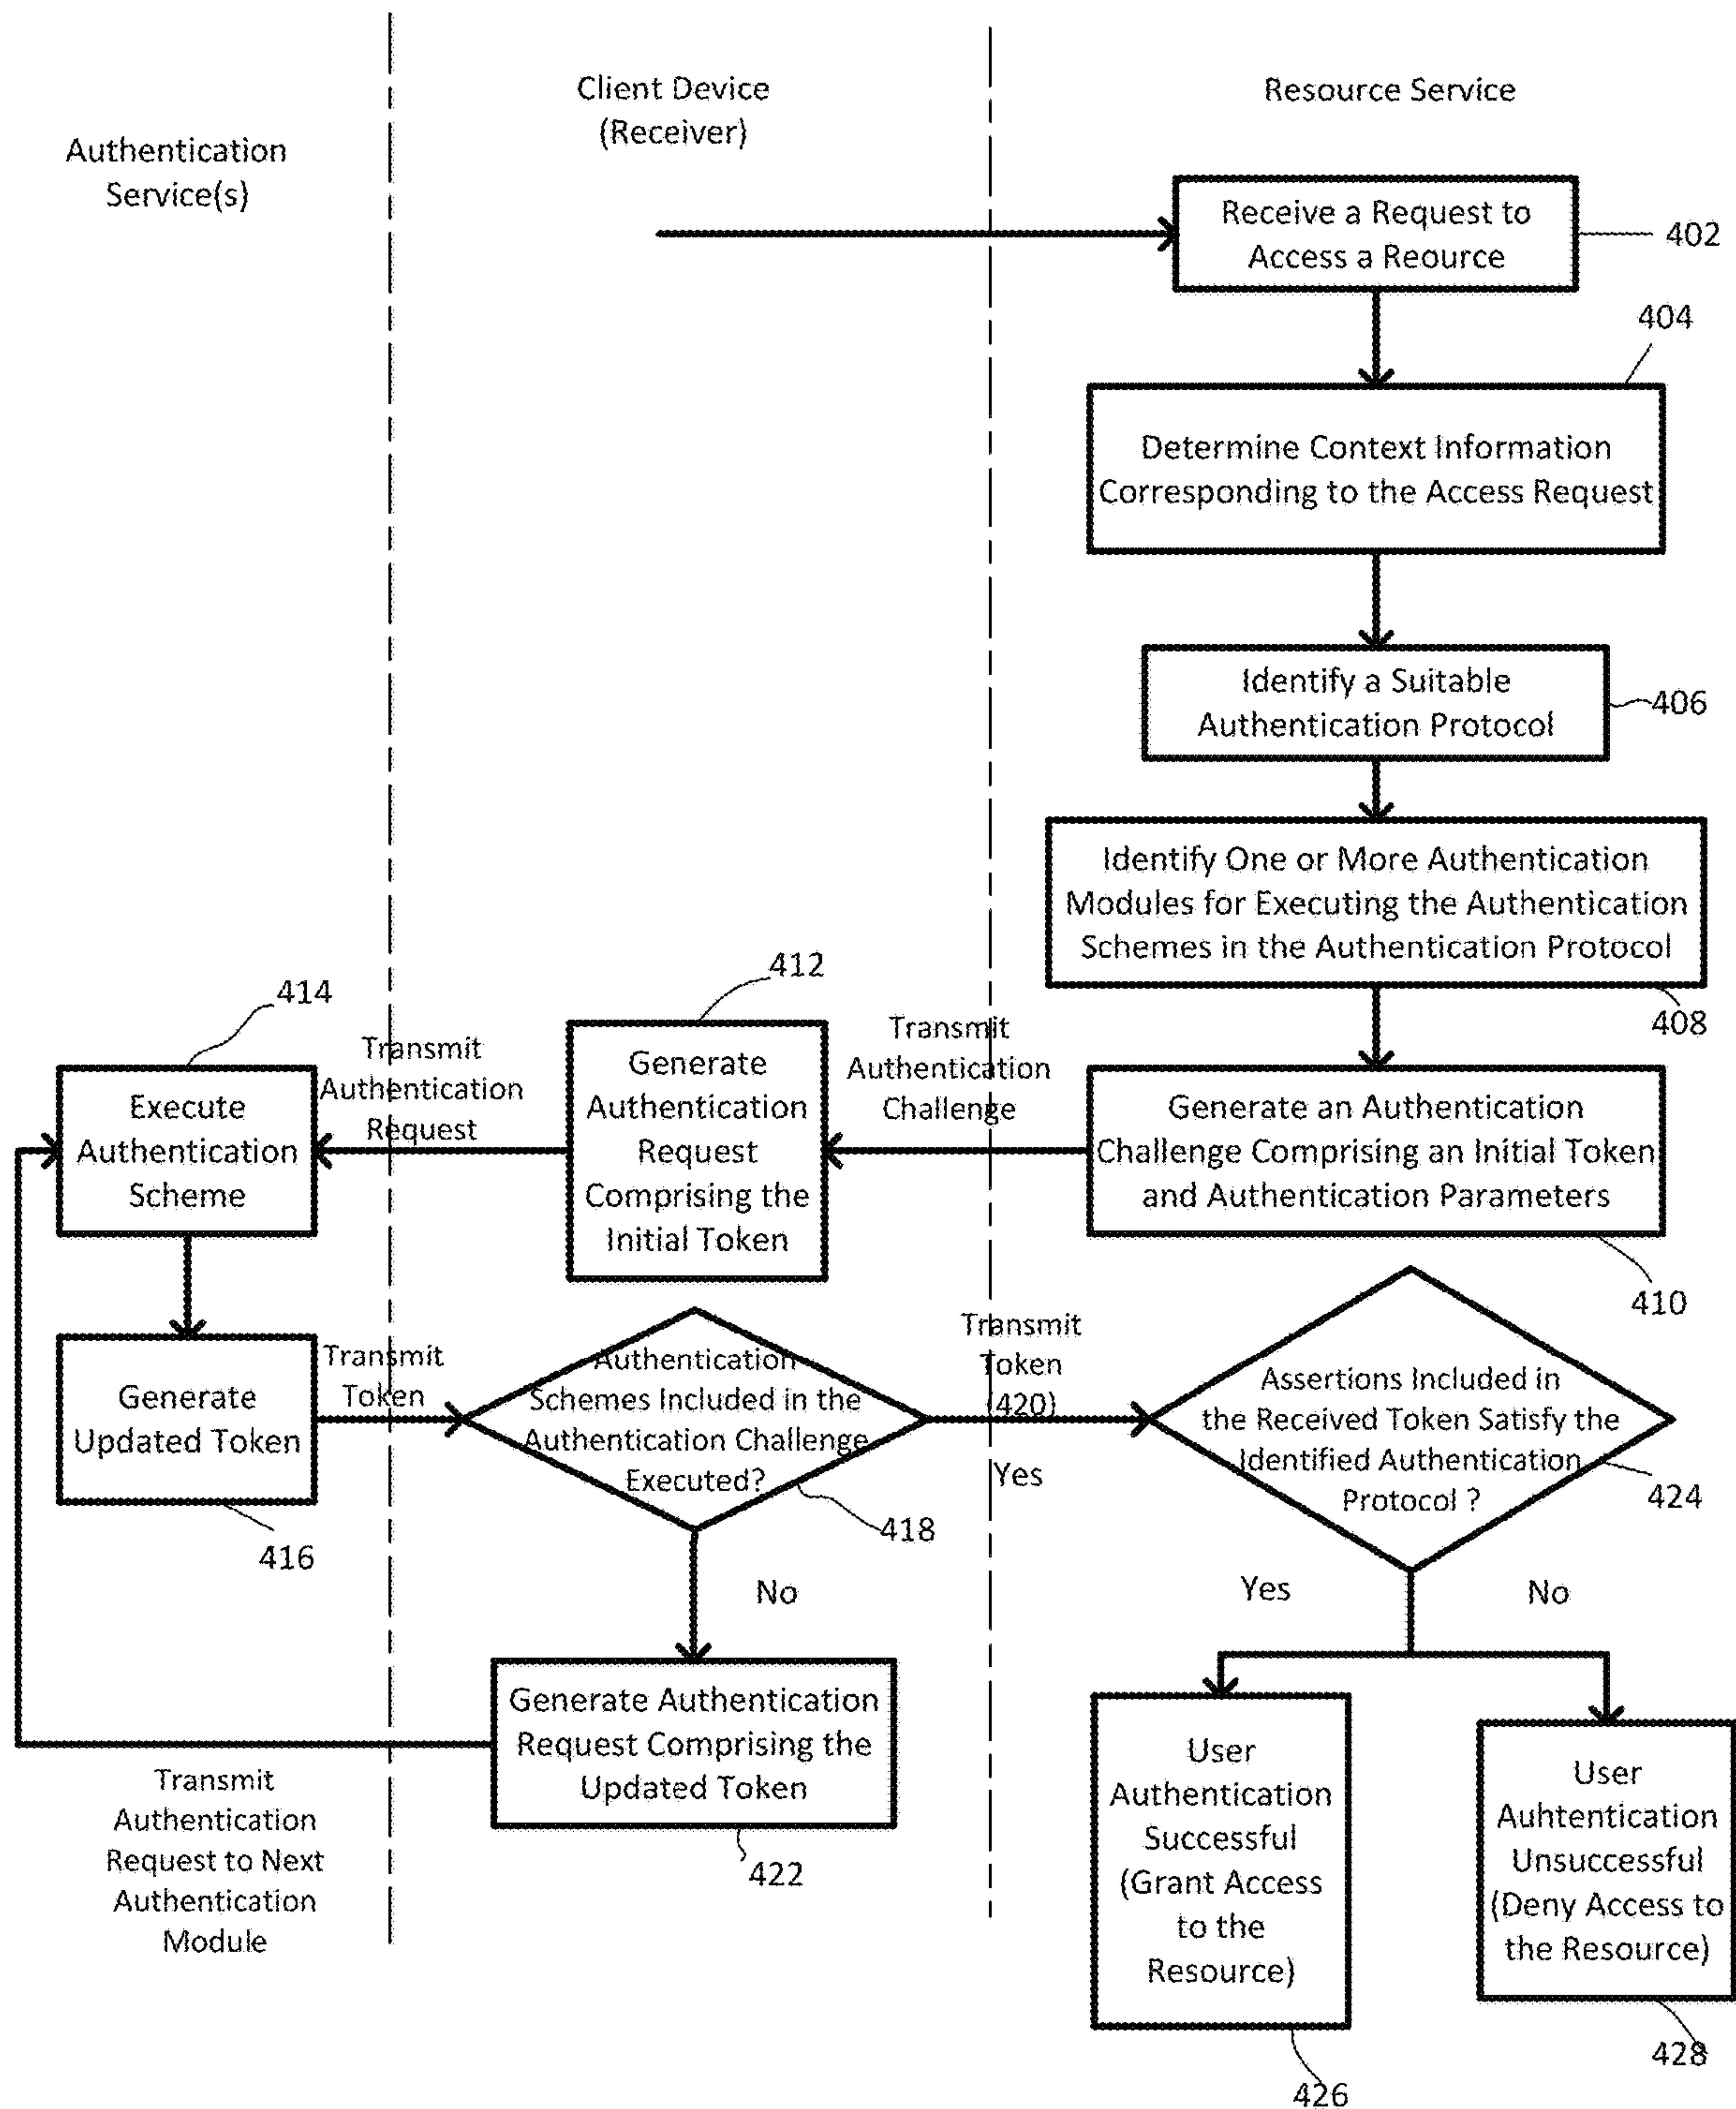 Authentication
Service(s)
Client Device
(Receiver)
Resource Service
Receive a Request to
Access a Reource
402
404
Determine Context Information
Corresponding to the Access Request
Identify a Suitable
Authentication Protocol
406
Identify One or More Authentication
Modules for Executing the Authentication
Schemes in the Authentication Protocol
408
Generate an Authentication
Challenge Comprising an Initial Token
and Authentication Parameters
410
Transmit
Authentication
Challenge
412
Generate
Authentication
Request
Comprising the
Initial Token
Transmit
Authentication
Request
414
Execute
Authentication
Scheme
Generate
Updated Token
416
Transmit
Token
Authentication
Schemes Included in the
Authentication Challenge
Executed?
418
Transmit
Token
(420)
Yes
No
Generate Authentication
Request Comprising the
Updated Token
422
Transmit
Authentication
Request to Next
Authentication
Module
Assertions Included in
the Received Token Satisfy the
Identified Authentication
Protocol ?
424
Yes
No
User
Authentication
Successful
(Grant Access
to the
Resource)
426
User
Auhtentication
Unsuccessful
(Deny Access to
the Resource)
428